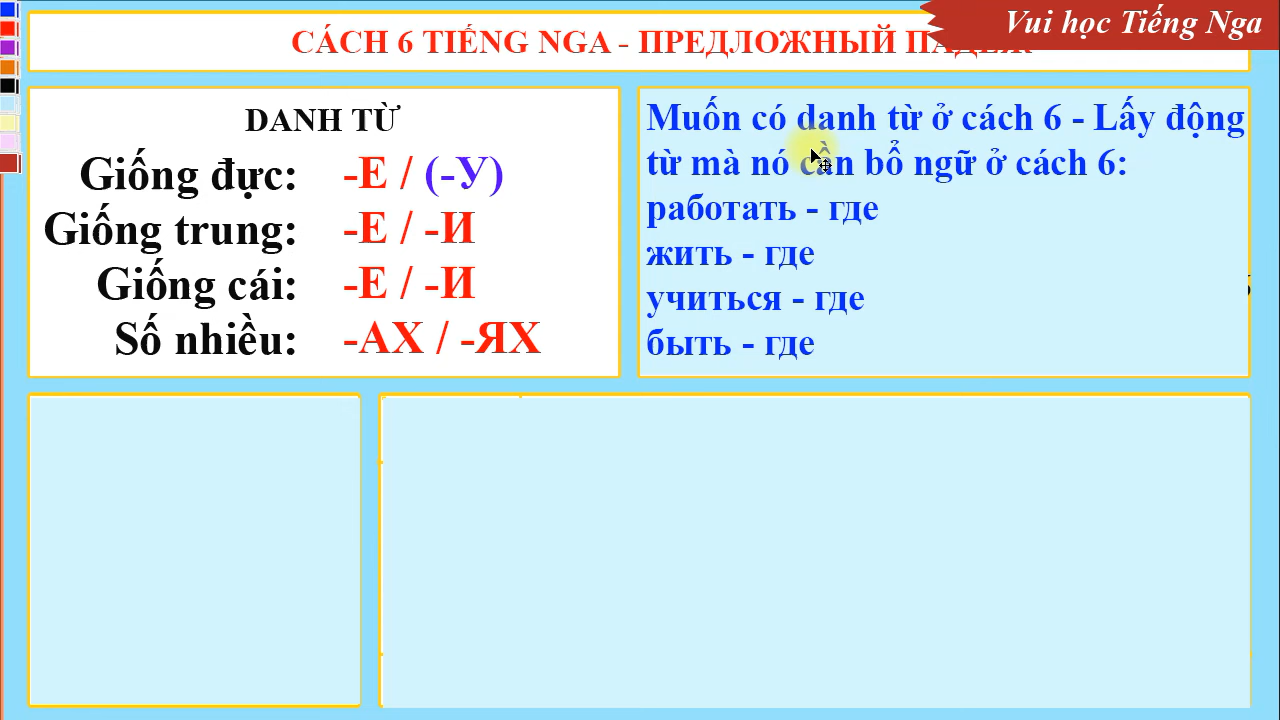 Vui học Tiếng Nga
CÁCH 6 TIẾNG NGA - ПРЕДЛОЖНЫЙ
DANH TỪ
Giống đực: -Е / (-У)
Giống trung: -Е / -И
Giống cái: -Е / -И
Số nhiều: -АХ / -ЯХ
Muốn có danh từ ở cách 6 - Lấy động
từ mà nó cần bổ ngữ ở cách 6:
работать - где
жить - где
учиться - где
быть - где